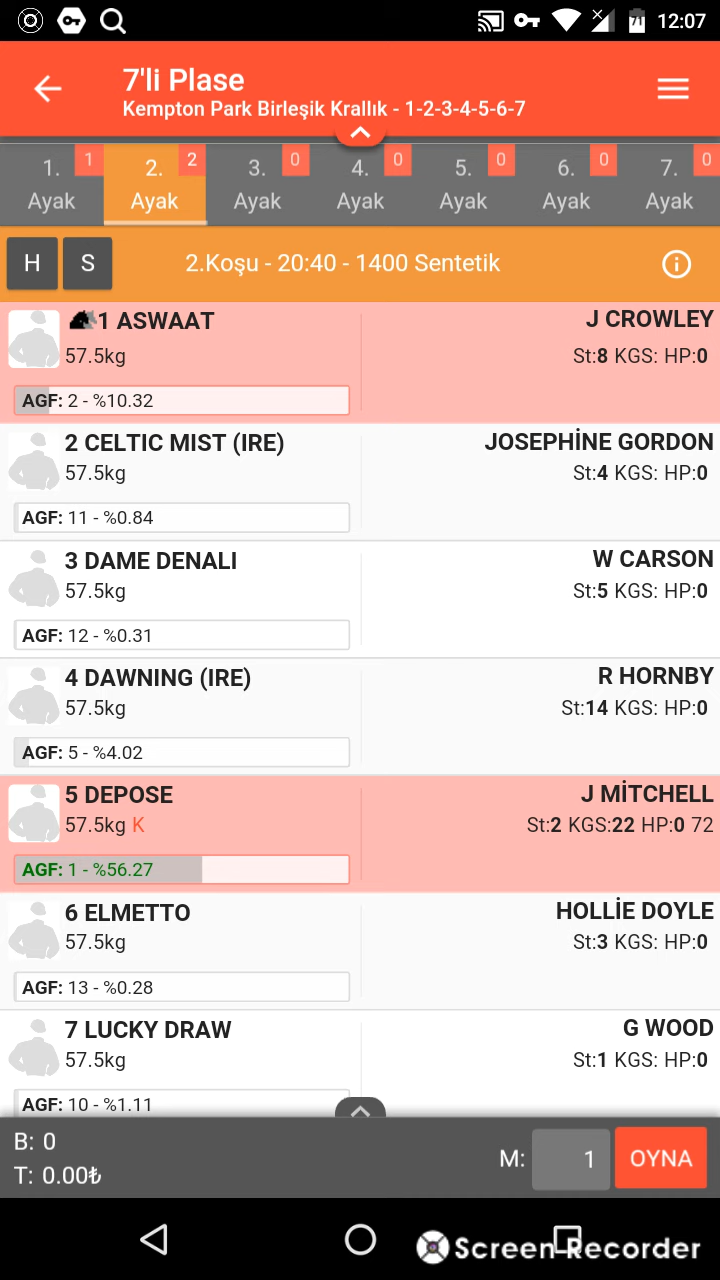 71 12:07
7'li Plase
Kempton Park Birleşik Krallık - 1-2-3-4-5-6-7
1. Ayak 1
2. Ayak 2
3. Ayak 0
4. Ayak 0
5. Ayak 0
6. Ayak 0
7. Ayak 0
H S 2.Koşu - 20:40 - 1400 Sentetik
1 ASWAAT J CROWLEY
57.5kg St:8 KGS: HP:0
AGF: 2 - %10.32
2 CELTIC MIST (IRE) JOSEPHİNE GORDON
57.5kg St:4 KGS: HP:0
AGF: 11 - %0.84
3 DAME DENALI W CARSON
57.5kg St:5 KGS: HP:0
AGF: 12 - %0.31
4 DAWNING (IRE) R HORNBY
57.5kg St:14 KGS: HP:0
AGF: 5 - %4.02
5 DEPOSE J MİTCHELL
57.5kg K St:2 KGS:22 HP:0 72
AGF: 1 - %56.27
6 ELMETTO HOLLİE DOYLE
57.5kg St:3 KGS: HP:0
AGF: 13 - %0.28
7 LUCKY DRAW G WOOD
57.5kg St:1 KGS: HP:0
AGF: 10 - %1.11
B: 0
T: 0.00₺
M: 1 OYNA
Screen Recorder